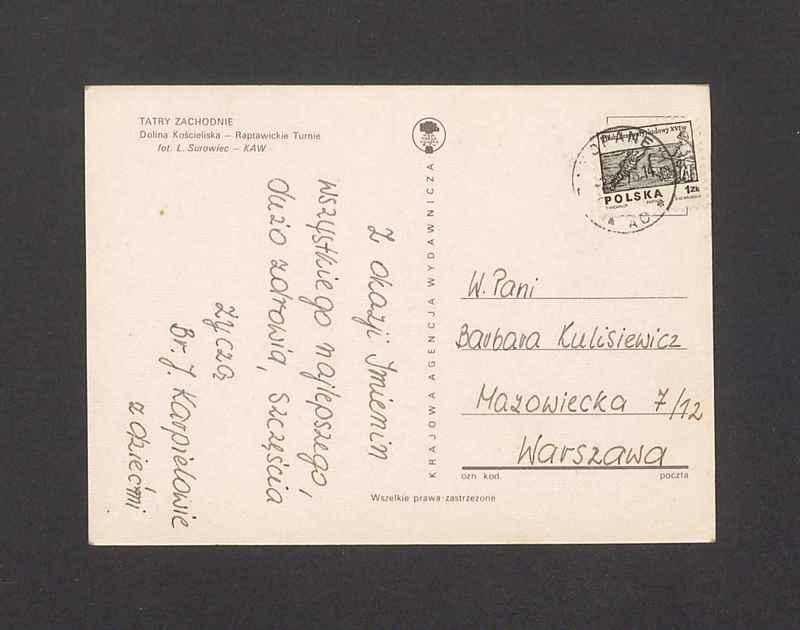 TATRY ZACHODNIE
Dolina Kościeliska – Raptawickie Turnie
fot. L. Surowiec – KAW
Z okazji Imienin
wszystkiego najlepszego,
dużo zdrowia, szczęścia
życzą
Br. J. Karpielowie
z dziećmi
KRAJOWA AGENCJA WYDAWNICZA
XVI w
POLSKA
1 ZŁ
W. Pani
Barbara Kulisiewicz
Mazowiecka 7/12
Warszawa
ozn kod.
poczta
Wszelkie prawa zastrzeżone